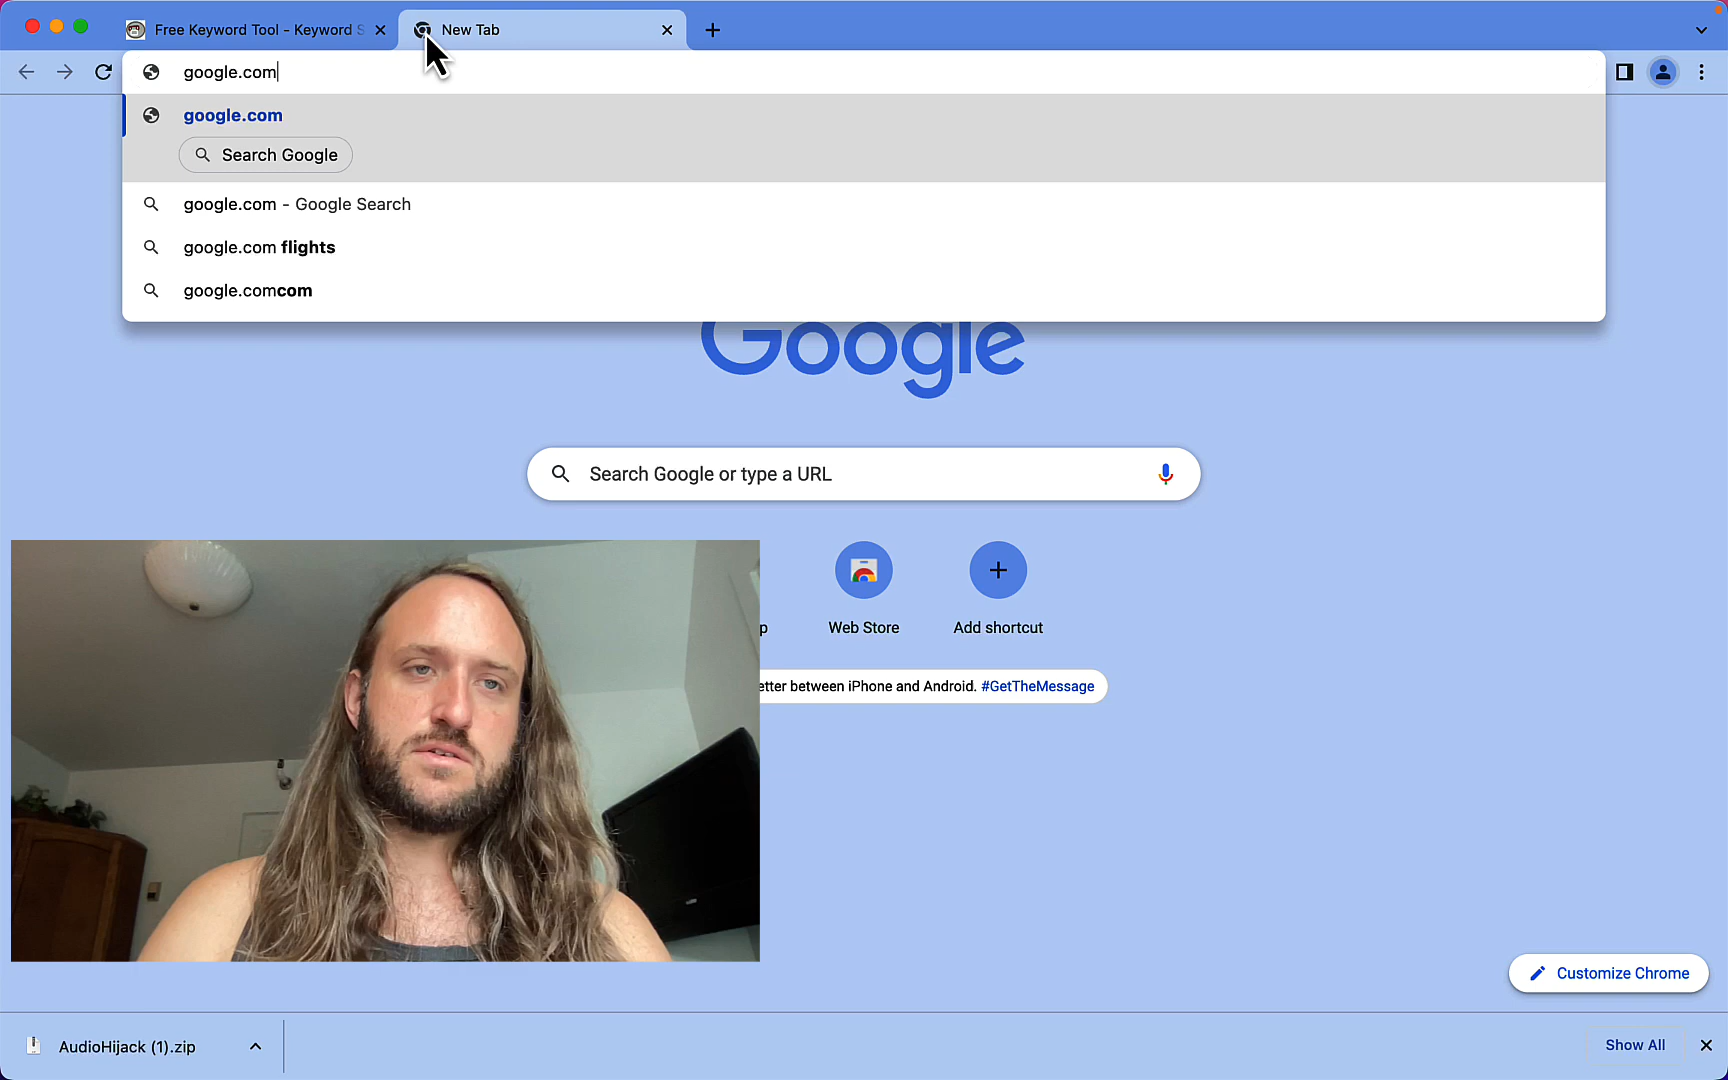 Free Keyword Tool - Keyword S
New Tab
google.com
google.com
Search Google
google.com - Google Search
google.com flights
google.comcom
Google
Search Google or type a URL
p
Web Store
Add shortcut
etter between iPhone and Android. #GetTheMessage
Customize Chrome
AudioHijack (1).zip
Show All